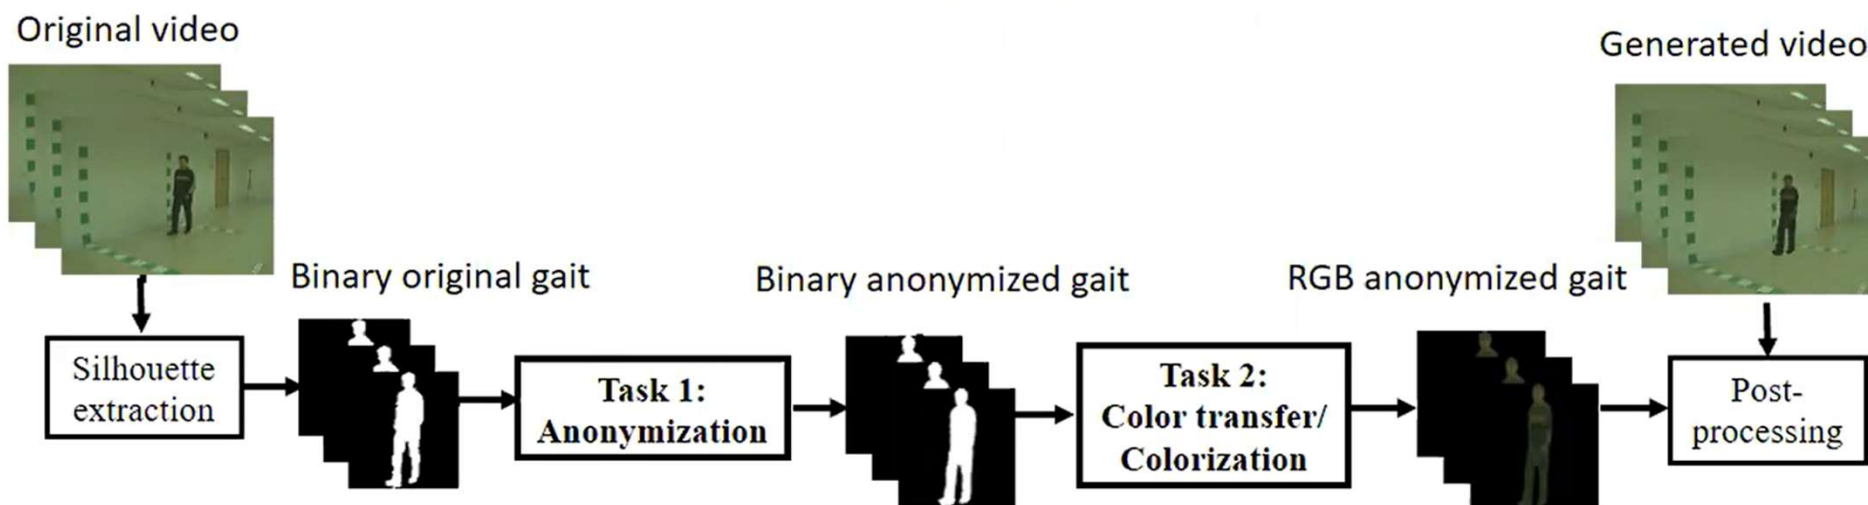 Original video
Generated video
Binary original gait
Binary anonymized gait
RGB anonymized gait
Silhouette
extraction
Task 1:
Anonymization
Task 2:
Color transfer/
Colorization
Post-
processing